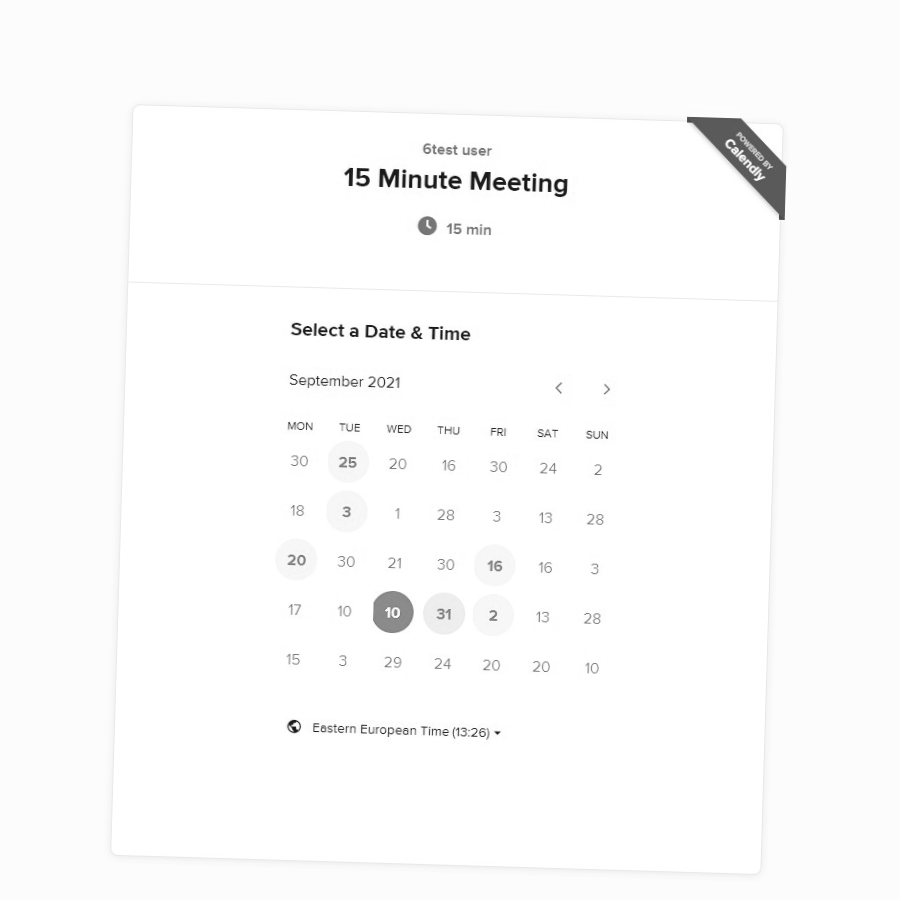 POWERED BY
Calendly
6test user
15 Minute Meeting
15 min
Select a Date & Time
September 2021
MON TUE WED THU FRI SAT SUN
30 25 20 16 30 24 2
18 3 1 28 3 13 28
20 30 21 30 16 16 3
17 10 10 31 2 13 28
15 3 29 24 20 20 10
Eastern European Time (13:26)